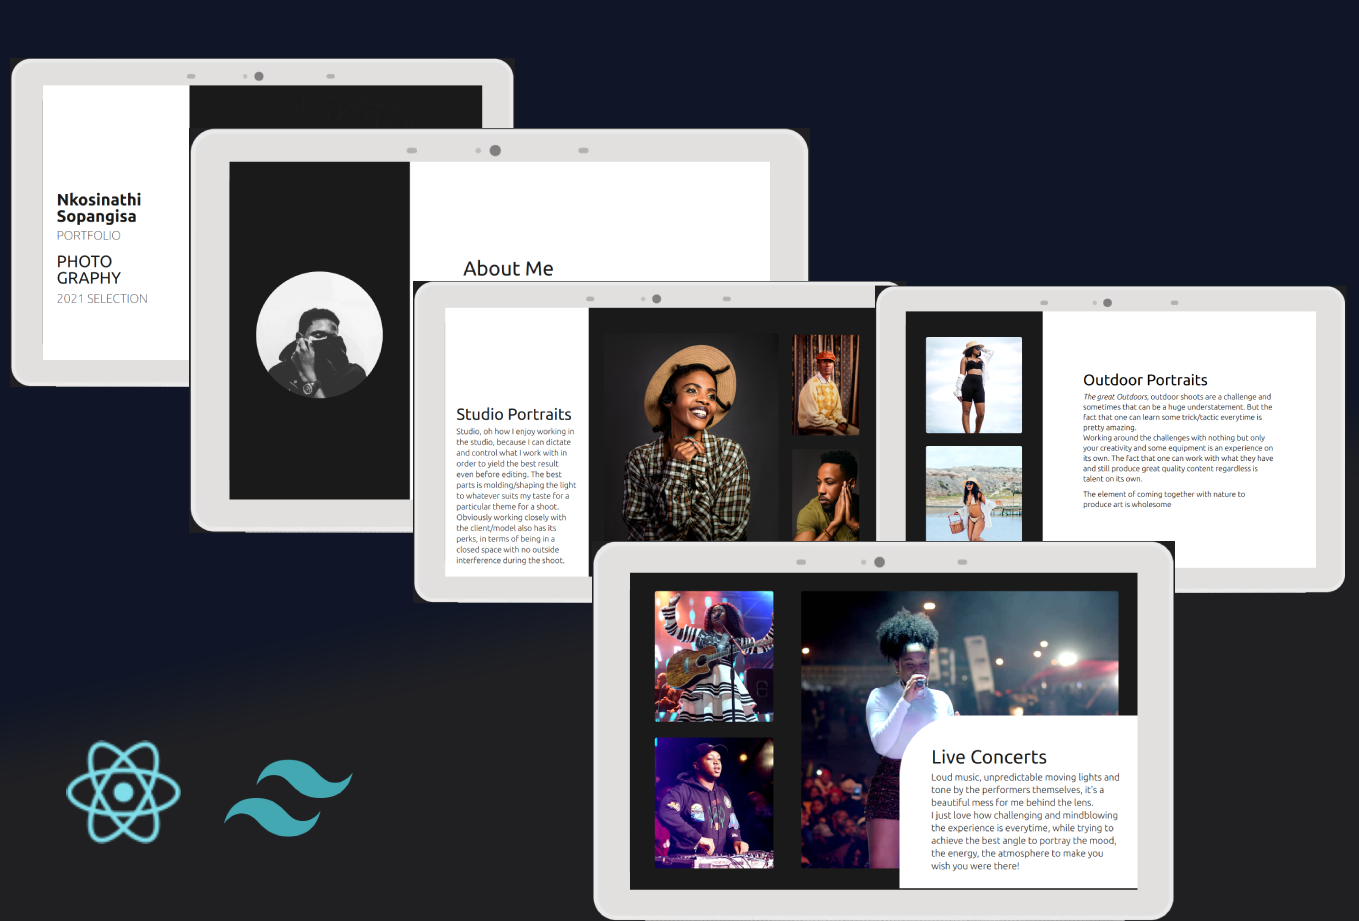 Nkosinathi
Sopangisa
PORTFOLIO
PHOTO
GRAPHY
2021 SELECTION
About Me
Studio Portraits
Studio, oh how I enjoy working in
the studio, because I can dictate
and control what I work with in
order to yield the best result
even before editing. The best
parts is molding/shaping the light
to whatever suits my taste for a
particular theme for a shoot.
Obviously working closely with
the client/model also has its
perks, in terms of being in a
closed space with no outside
interference during the shoot.
Outdoor Portraits
The great Outdoors, outdoor shoots are a challenge and
sometimes that can be a huge understatement. But the
fact that one can learn some trick/tactic everytime is
pretty amazing.
Working around the challenges with nothing but only
your creativity and some equipment is an experience on
its own. The fact that one can work with what they have
and still produce great quality content regardless is
talent on its own.
The element of coming together with nature to
produce art is wholesome
Live Concerts
Loud music, unpredictable moving lights and
tone by the performers themselves, it's a
beautiful mess for me behind the lens.
I just love how challenging and mindblowing
the experience is everytime, while trying to
achieve the best angle to portray the mood,
the energy, the atmosphere to make you
wish you were there!